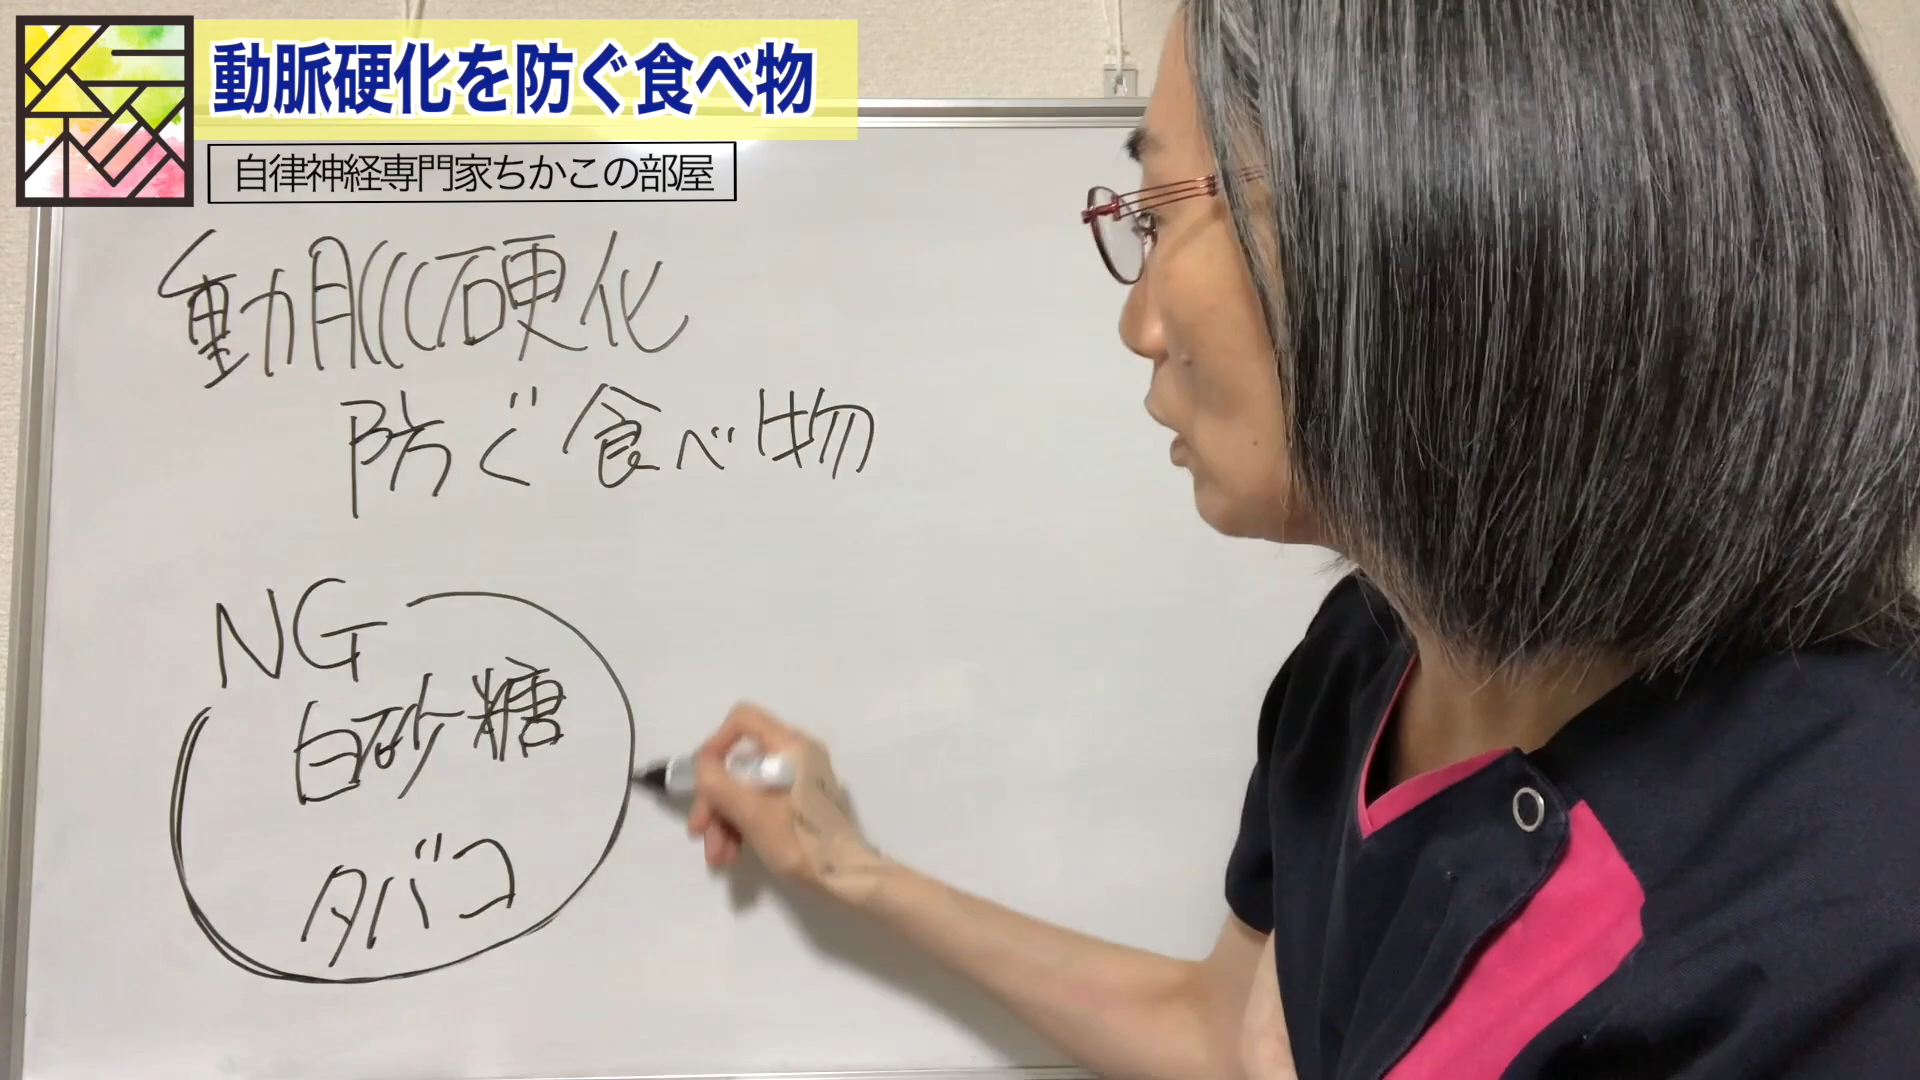 動脈硬化を防ぐ食べ物
自律神経専門家ちかこの部屋
動脈硬化
防ぐ食べ物
NG
白砂糖
タバコ